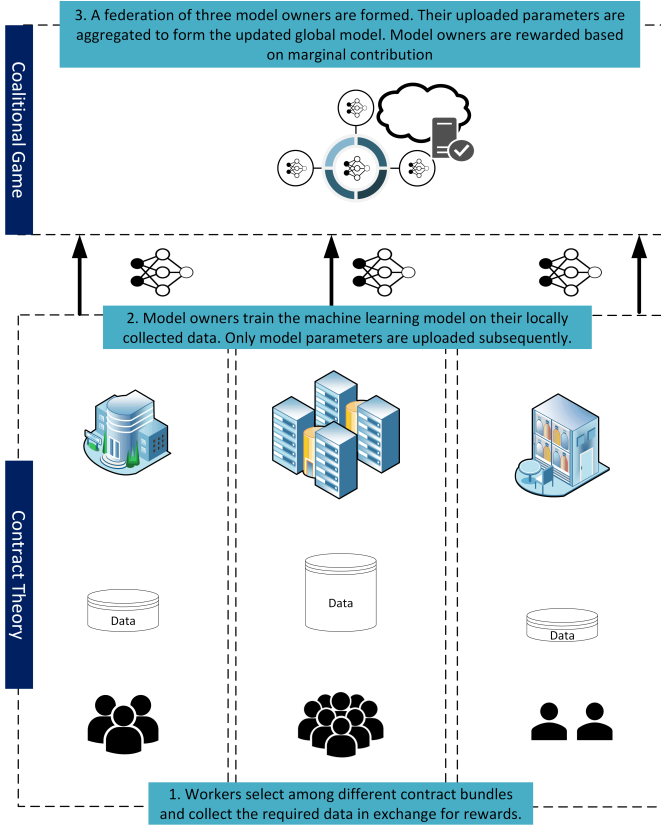 3. A federation of three model owners are formed. Their uploaded parameters are
aggregated to form the updated global model. Model owners are rewarded based
on marginal contribution
Coalitional Game
2. Model owners train the machine learning model on their locally
collected data. Only model parameters are uploaded subsequently.
Contract Theory
Data
Data
Data
1. Workers select among different contract bundles
and collect the required data in exchange for rewards.